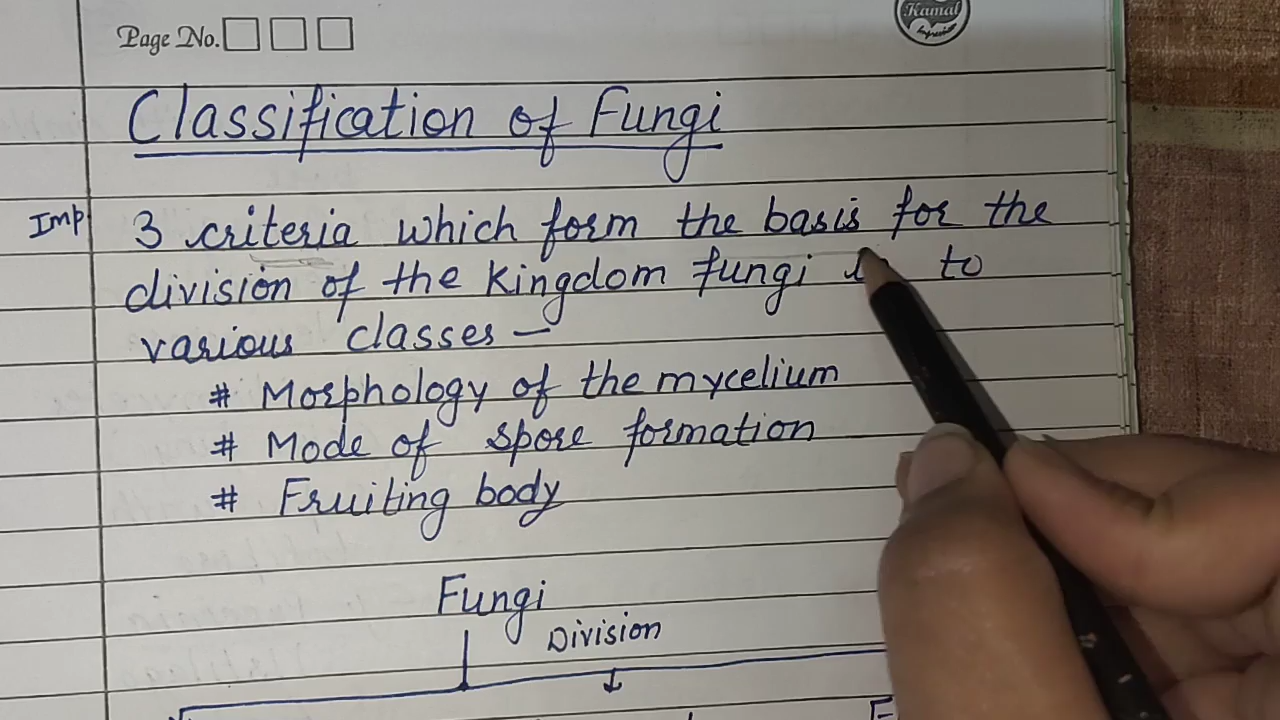 Page No.
Kamal
Classification of Fungi
Imp 3 criteria which form the basis for the
division of the kingdom fungi to
various classes —
# Morphology of the mycelium
# Mode of spore formation
# Fruiting body
Fungi
Division